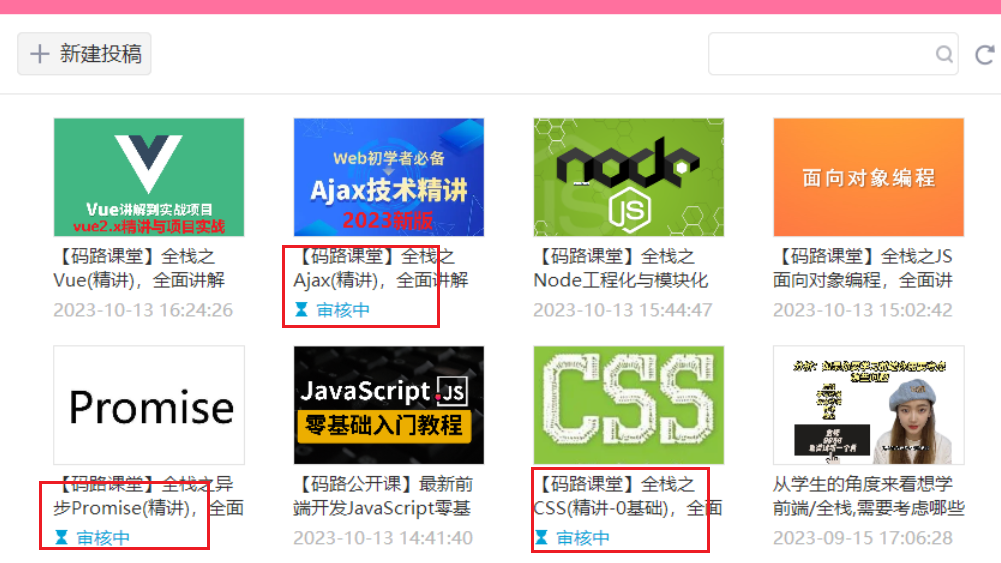 新建投稿
Vue讲解到实战项目
vue2.x精讲与项目实战
【码路课堂】全栈之
Vue(精讲)，全面讲解
2023-10-13 16:24:26
Web初学者必备
Ajax技术精讲
2023新版
【码路课堂】全栈之
Ajax(精讲)，全面讲解
审核中
node
JS
【码路课堂】全栈之
Node工程化与模块化
2023-10-13 15:44:47
面向对象编程
【码路课堂】全栈之JS
面向对象编程，全面讲
2023-10-13 15:02:42
Promise
【码路课堂】全栈之异
步Promise(精讲)，全面
审核中
JavaScript JS
零基础入门教程
【码路公开课】最新前
端开发JavaScript零基
2023-10-13 14:41:40
CSS
【码路课堂】全栈之
CSS(精讲-0基础)，全面
审核中
从学生的角度来看想学
前端/全栈,需要考虑哪些
2023-09-15 17:06:28